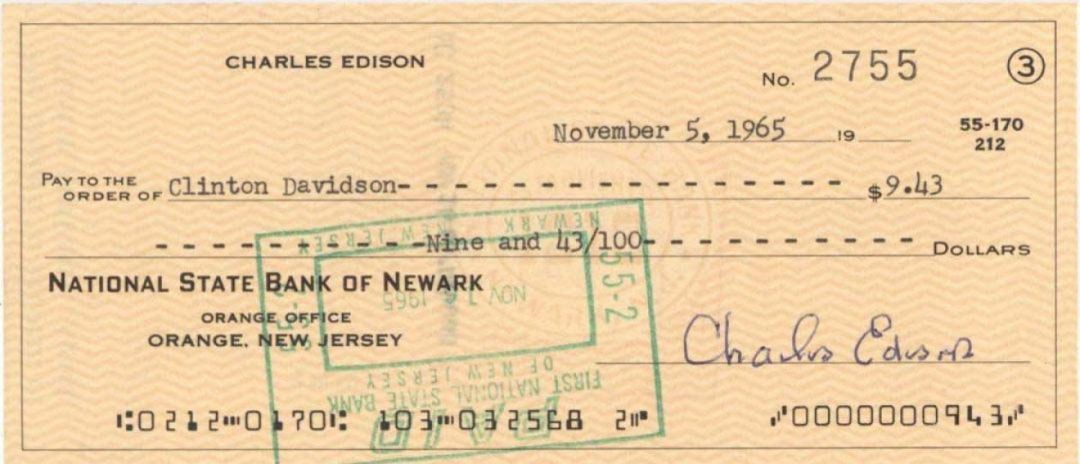 CHARLES EDISON
No. 2755
3
November 5, 1965 19
55-170
212
PAY TO THE
ORDER OF Clinton Davidson- - - - - - - - - - - - - - - - - - $9.43
- - - - - - - - - - -Nine and 43/100- - - - - - - - - - - DOLLARS
NATIONAL STATE BANK OF NEWARK
ORANGE OFFICE
ORANGE, NEW JERSEY
Charles Edison
⑆0212⑉0170⑆ 103⑉032568 2⑈
⑇0000000943⑇
NEWARK NEW JERSEY
55-2
1965
FIRST NATIONAL STATE BANK
OF NEW JERSEY
PAID